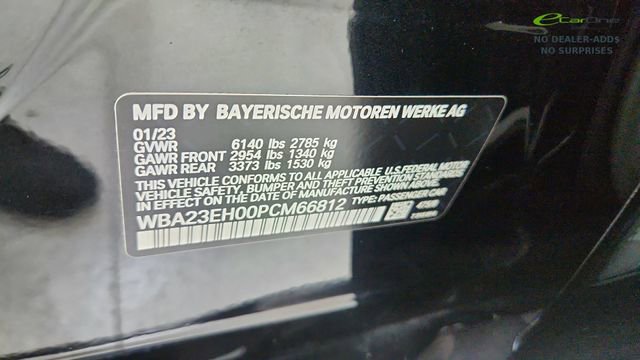 eCarOne
NO DEALER-ADDS
NO SURPRISES
MFD BY BAYERISCHE MOTOREN WERKE AG
01/23
GVWR 6140 lbs 2785 kg
GAWR FRONT 2954 lbs 1340 kg
GAWR REAR 3373 lbs 1530 kg
THIS VEHICLE CONFORMS TO ALL APPLICABLE U.S. FEDERAL MOTOR
VEHICLE SAFETY, BUMPER AND THEFT PREVENTION STANDARDS
IN EFFECT ON THE DATE OF MANUFACTURE SHOWN ABOVE.
WBA23EH00PCM66812 TYPE: PASSENGER CAR